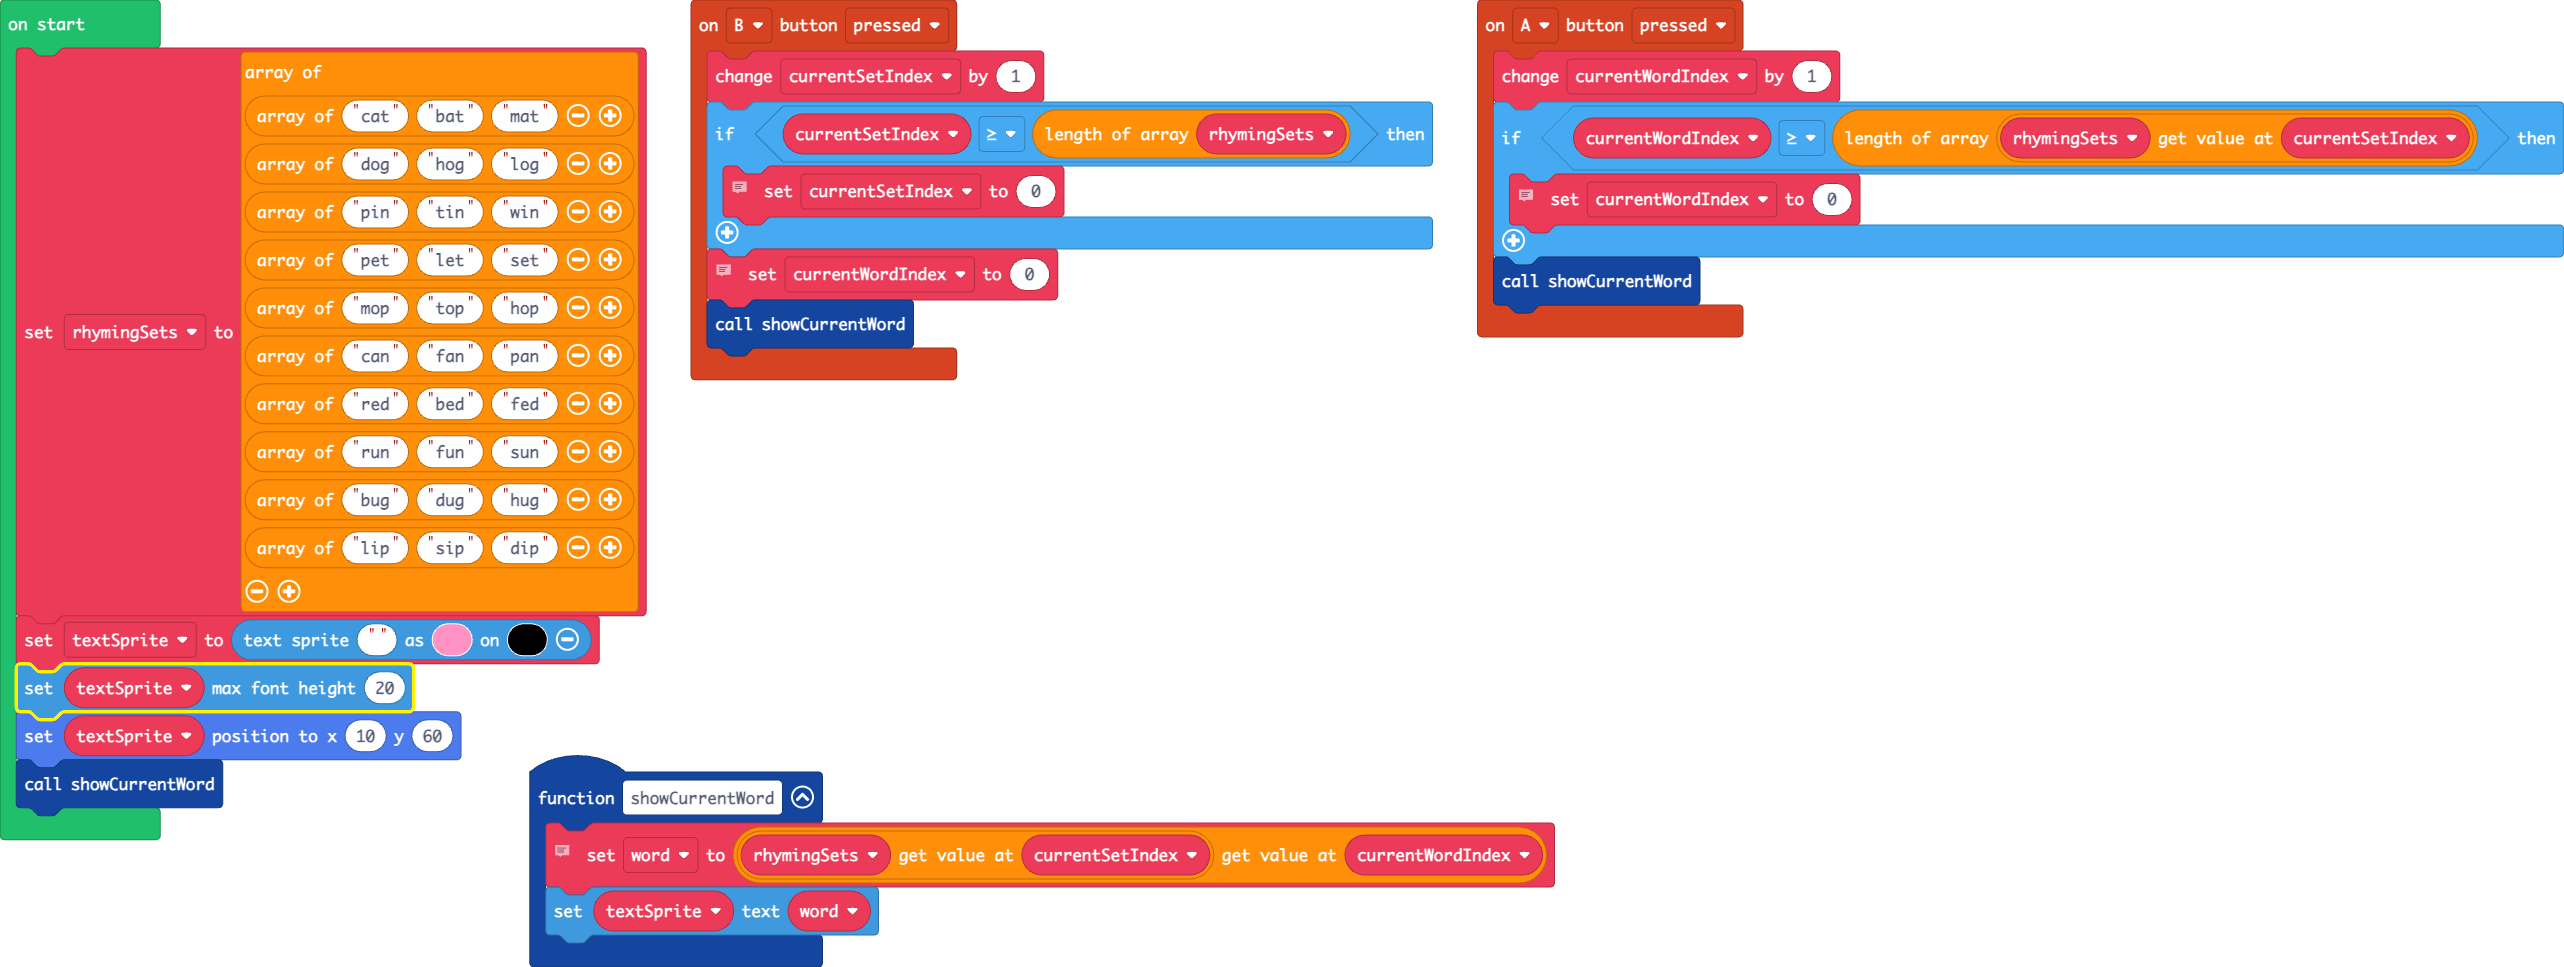 on start
set rhymingSets to
array of
array of "cat" "bat" "mat"
array of "dog" "hog" "log"
array of "pin" "tin" "win"
array of "pet" "let" "set"
array of "mop" "top" "hop"
array of "can" "fan" "pan"
array of "red" "bed" "fed"
array of "run" "fun" "sun"
array of "bug" "dug" "hug"
array of "lip" "sip" "dip"
set textSprite to text sprite " " as on
set textSprite max font height 20
set textSprite position to x 10 y 60
call showCurrentWord
on B button pressed
change currentSetIndex by 1
if currentSetIndex ≥ length of array rhymingSets then
set currentSetIndex to 0
set currentWordIndex to 0
call showCurrentWord
on A button pressed
change currentWordIndex by 1
if currentWordIndex ≥ length of array rhymingSets get value at currentSetIndex then
set currentWordIndex to 0
call showCurrentWord
function showCurrentWord
set word to rhymingSets get value at currentSetIndex get value at currentWordIndex
set textSprite text word